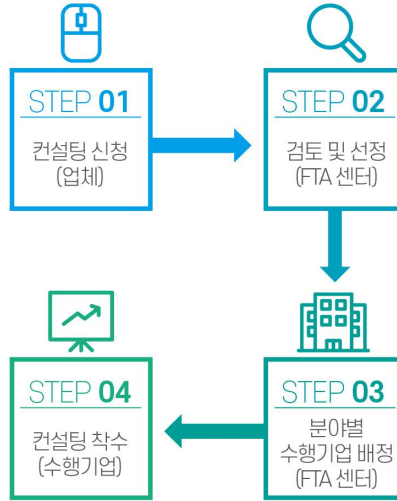 STEP 01
컨설팅 신청
(업체)
STEP 02
검토 및 선정
(FTA 센터)
STEP 03
분야별
수행기업 배정
(FTA 센터)
STEP 04
컨설팅 착수
(수행기업)